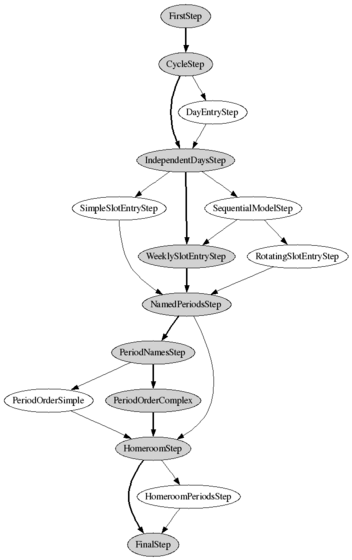 FirstStep
CycleStep
DayEntryStep
IndependentDaysStep
SimpleSlotEntryStep
SequentialModelStep
WeeklySlotEntryStep
RotatingSlotEntryStep
NamedPeriodsStep
PeriodNamesStep
PeriodOrderSimple
PeriodOrderComplex
HomeroomStep
HomeroomPeriodsStep
FinalStep